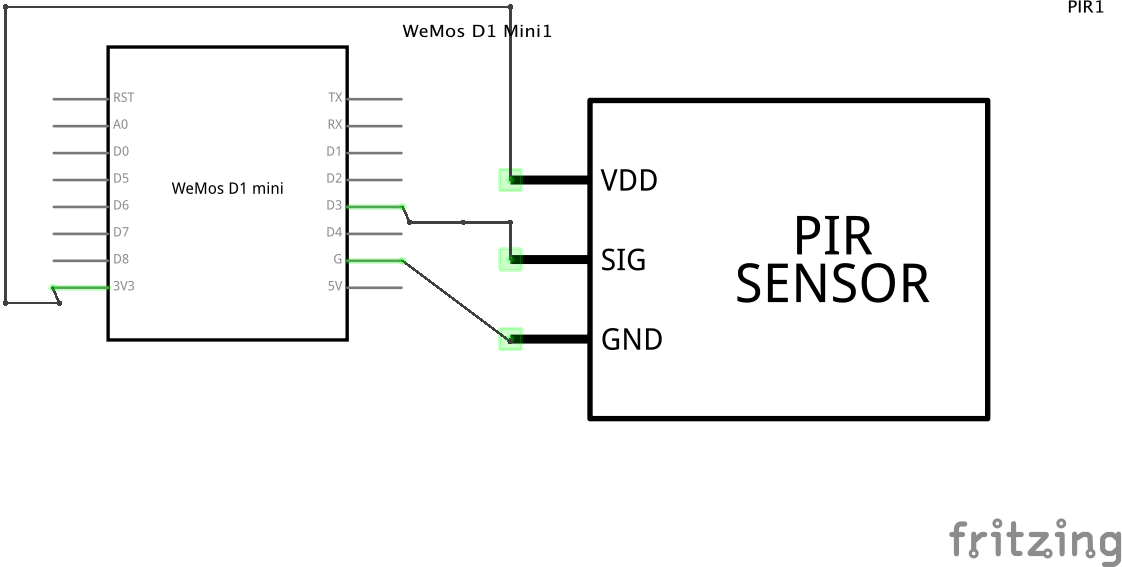 PIR1
WeMos D1 Mini1
RST
A0
D0
D5
D6
D7
D8
3V3
WeMos D1 mini
TX
RX
D1
D2
D3
D4
G
5V
VDD
SIG
GND
PIR
SENSOR
fritzing